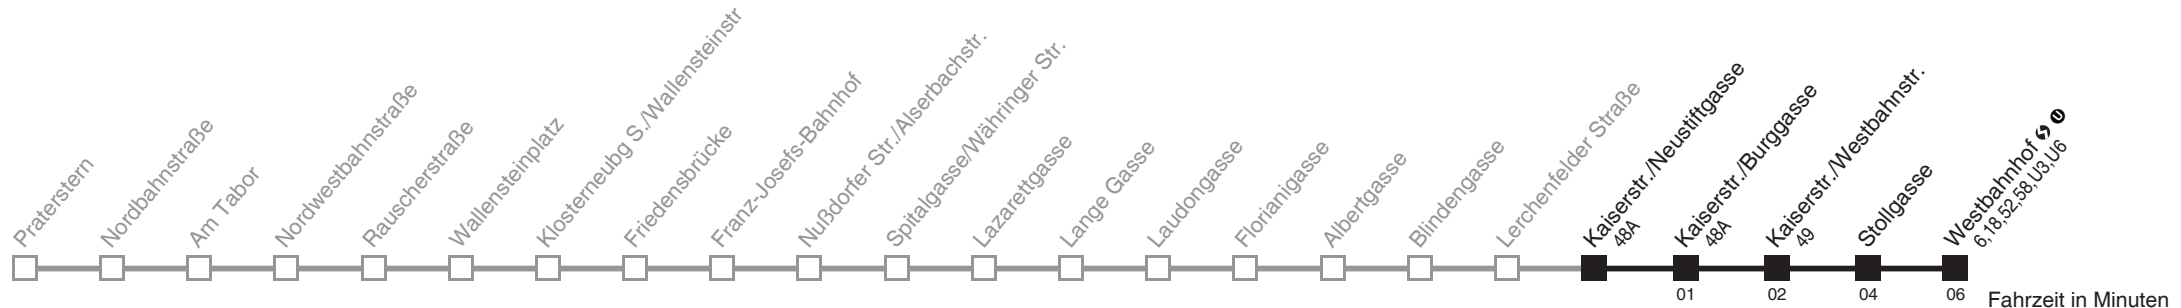 Praterstern
Nordbahnstraße
Am Tabor
Nordwestbahnstraße
Rauscherstraße
Wallensteinplatz
Klosterneubg S./Wallensteinstr
Friedensbrücke
Franz-Josefs-Bahnhof
Nußdorfer Str./Alserbachstr.
Spitalgasse/Währinger Str.
Lazarettgasse
Lange Gasse
Laudongasse
Florianigasse
Albertgasse
Blindengasse
Lerchenfelder Straße
Kaiserstr./Neustiftgasse
48A
Kaiserstr./Burggasse
48A
Kaiserstr./Westbahnstr.
49
Stollgasse
Westbahnhof S U
6,18,52,58,U3,U6
01 02 04 06 Fahrzeit in Minuten